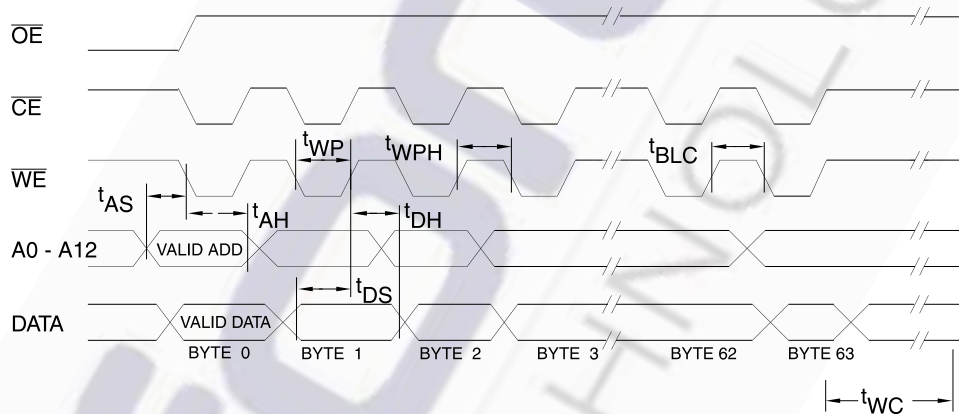 OE
CE
tWP
tWPH
tBLC
WE
tAS
tAH
tDH
A0 - A12
VALID ADD
tDS
DATA
VALID DATA
BYTE 0
BYTE 1
BYTE 2
BYTE 3
BYTE 62
BYTE 63
tWC
HNOL